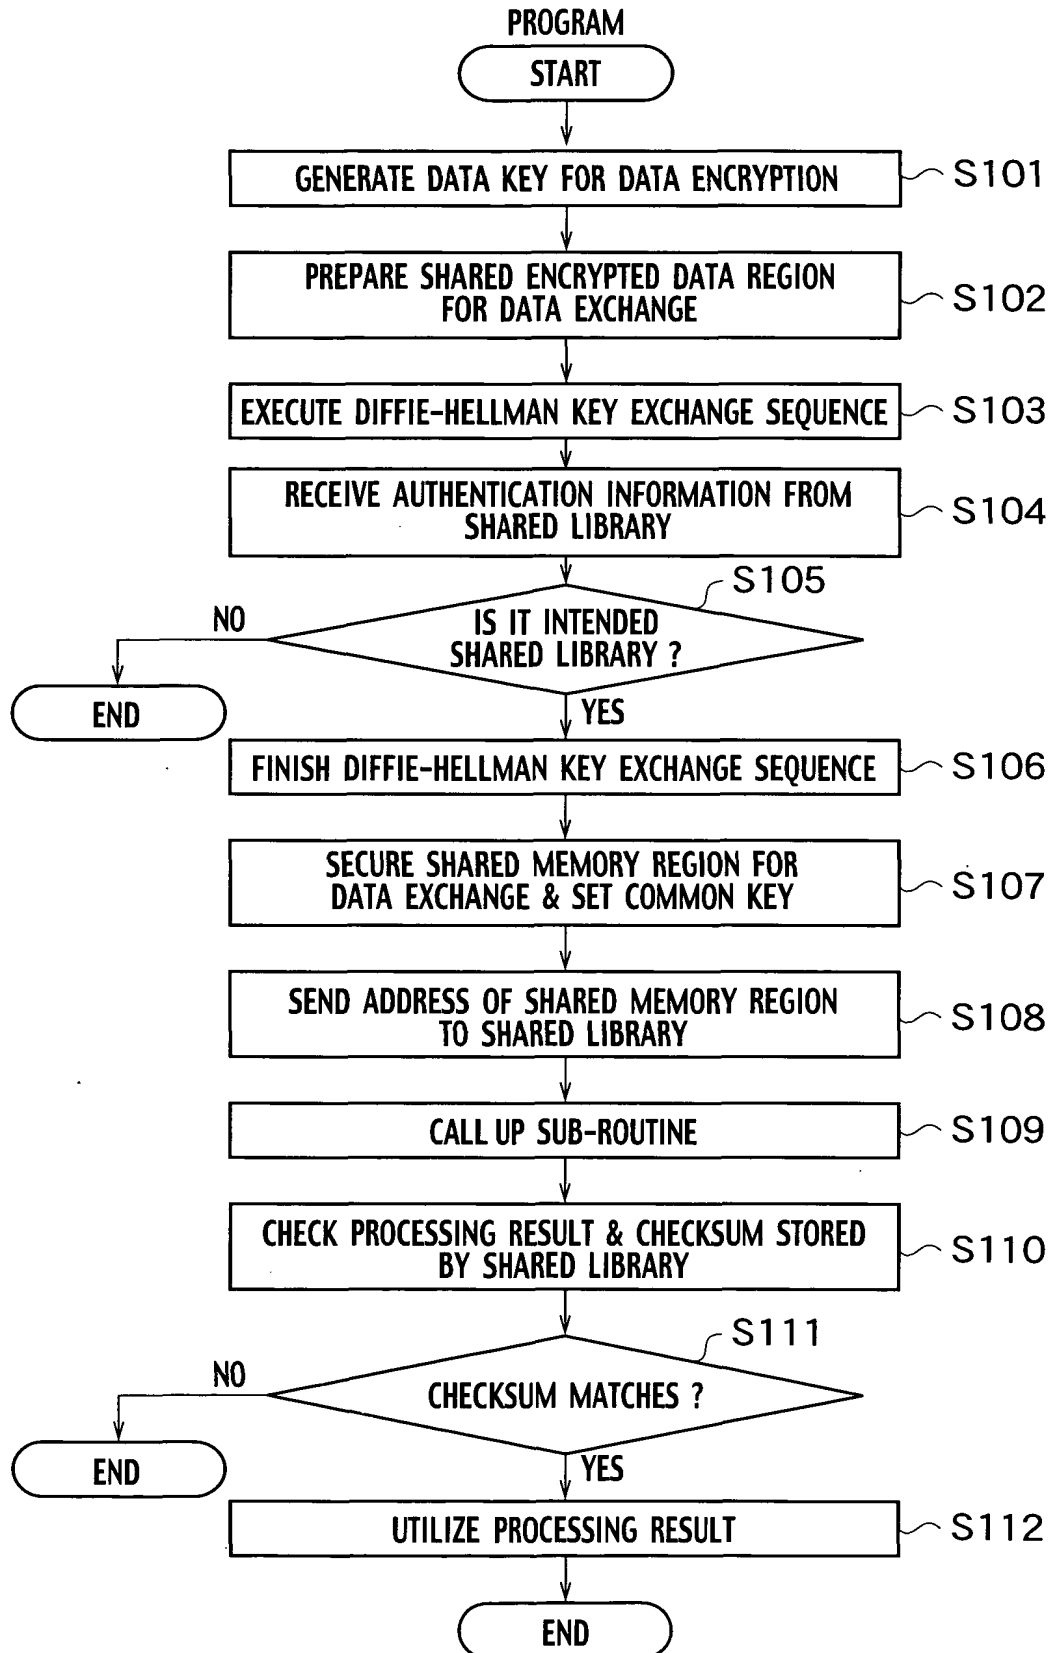 PROGRAM
START
GENERATE DATA KEY FOR DATA ENCRYPTION
S101
PREPARE SHARED ENCRYPTED DATA REGION
FOR DATA EXCHANGE
S102
EXECUTE DIFFIE-HELLMAN KEY EXCHANGE SEQUENCE
S103
RECEIVE AUTHENTICATION INFORMATION FROM
SHARED LIBRARY
S104
S105
NO
IS IT INTENDED
SHARED LIBRARY ?
END
YES
FINISH DIFFIE-HELLMAN KEY EXCHANGE SEQUENCE
S106
SECURE SHARED MEMORY REGION FOR
DATA EXCHANGE & SET COMMON KEY
S107
SEND ADDRESS OF SHARED MEMORY REGION
TO SHARED LIBRARY
S108
CALL UP SUB-ROUTINE
S109
CHECK PROCESSING RESULT & CHECKSUM STORED
BY SHARED LIBRARY
S110
S111
NO
CHECKSUM MATCHES ?
END
YES
UTILIZE PROCESSING RESULT
S112
END